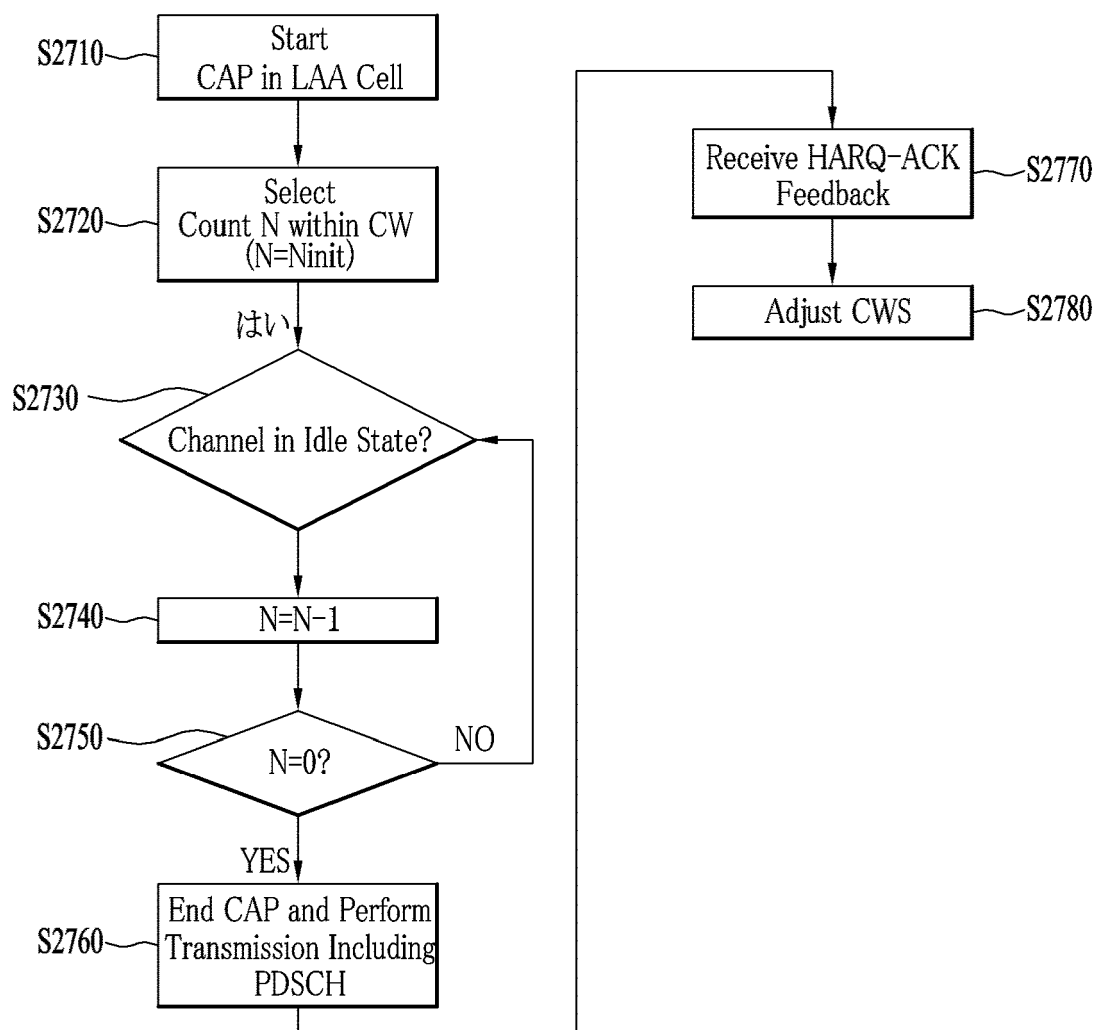 S2710
Start
CAP in LAA Cell
S2720
Select
Count N within CW
(N=Ninit)
はい
S2730
Channel in Idle State?
S2740
N=N-1
S2750
N=0?
NO
YES
S2760
End CAP and Perform
Transmission Including
PDSCH
Receive HARQ-ACK
Feedback
S2770
Adjust CWS
S2780